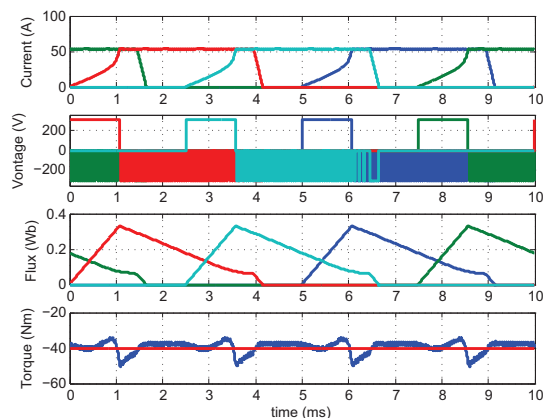 Current (A)
100
50
0
0 1 2 3 4 5 6 7 8 9 10
Vontage (V)
200
0
−200
0 1 2 3 4 5 6 7 8 9 10
Flux (Wb)
0.4
0.2
0
0 1 2 3 4 5 6 7 8 9 10
Torque (Nm)
−20
−40
−60
0 1 2 3 4 5 6 7 8 9 10
time (ms)